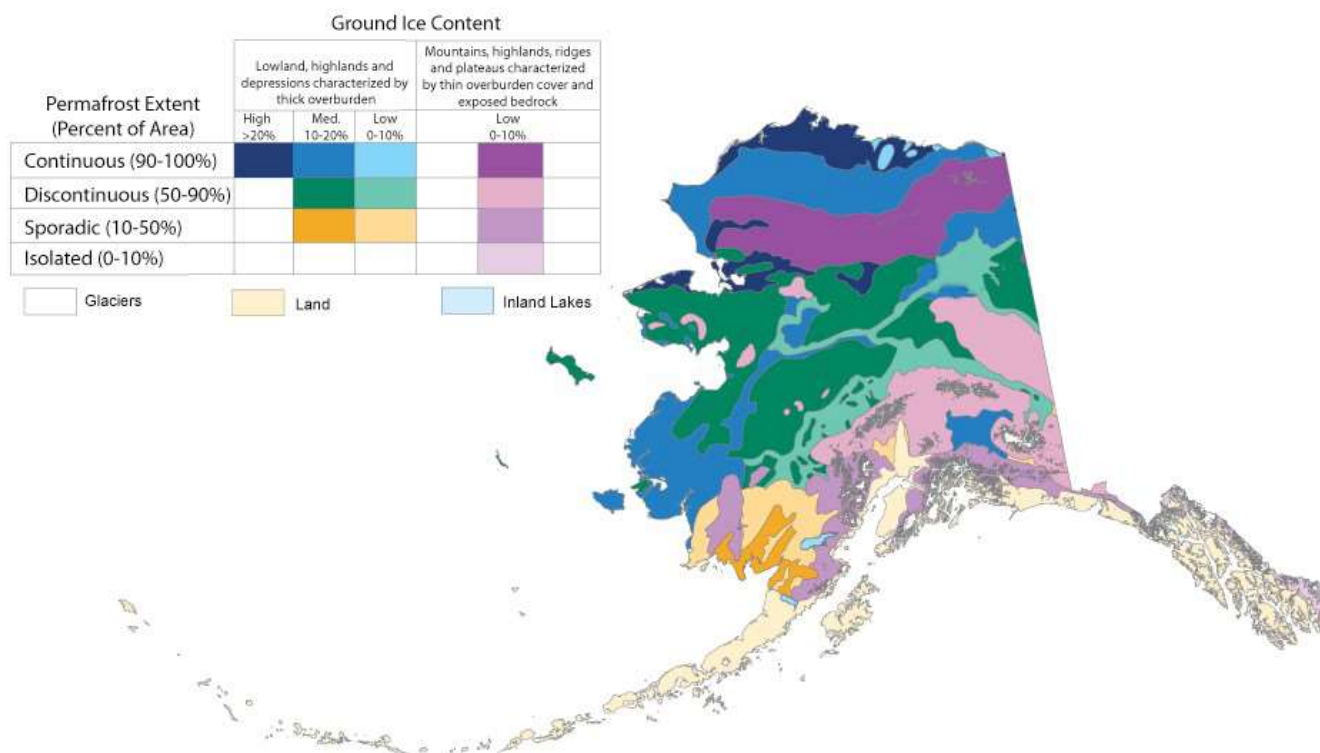 Ground Ice Content
Lowland, highlands and
depressions characterized by
thick overburden
Mountains, highlands, ridges
and plateaus characterized
by thin overburden cover and
exposed bedrock
Permafrost Extent
(Percent of Area)
High
>20%
Med.
10-20%
Low
0-10%
Low
0-10%
Continuous (90-100%)
Discontinuous (50-90%)
Sporadic (10-50%)
Isolated (0-10%)
Glaciers
Land
Inland Lakes